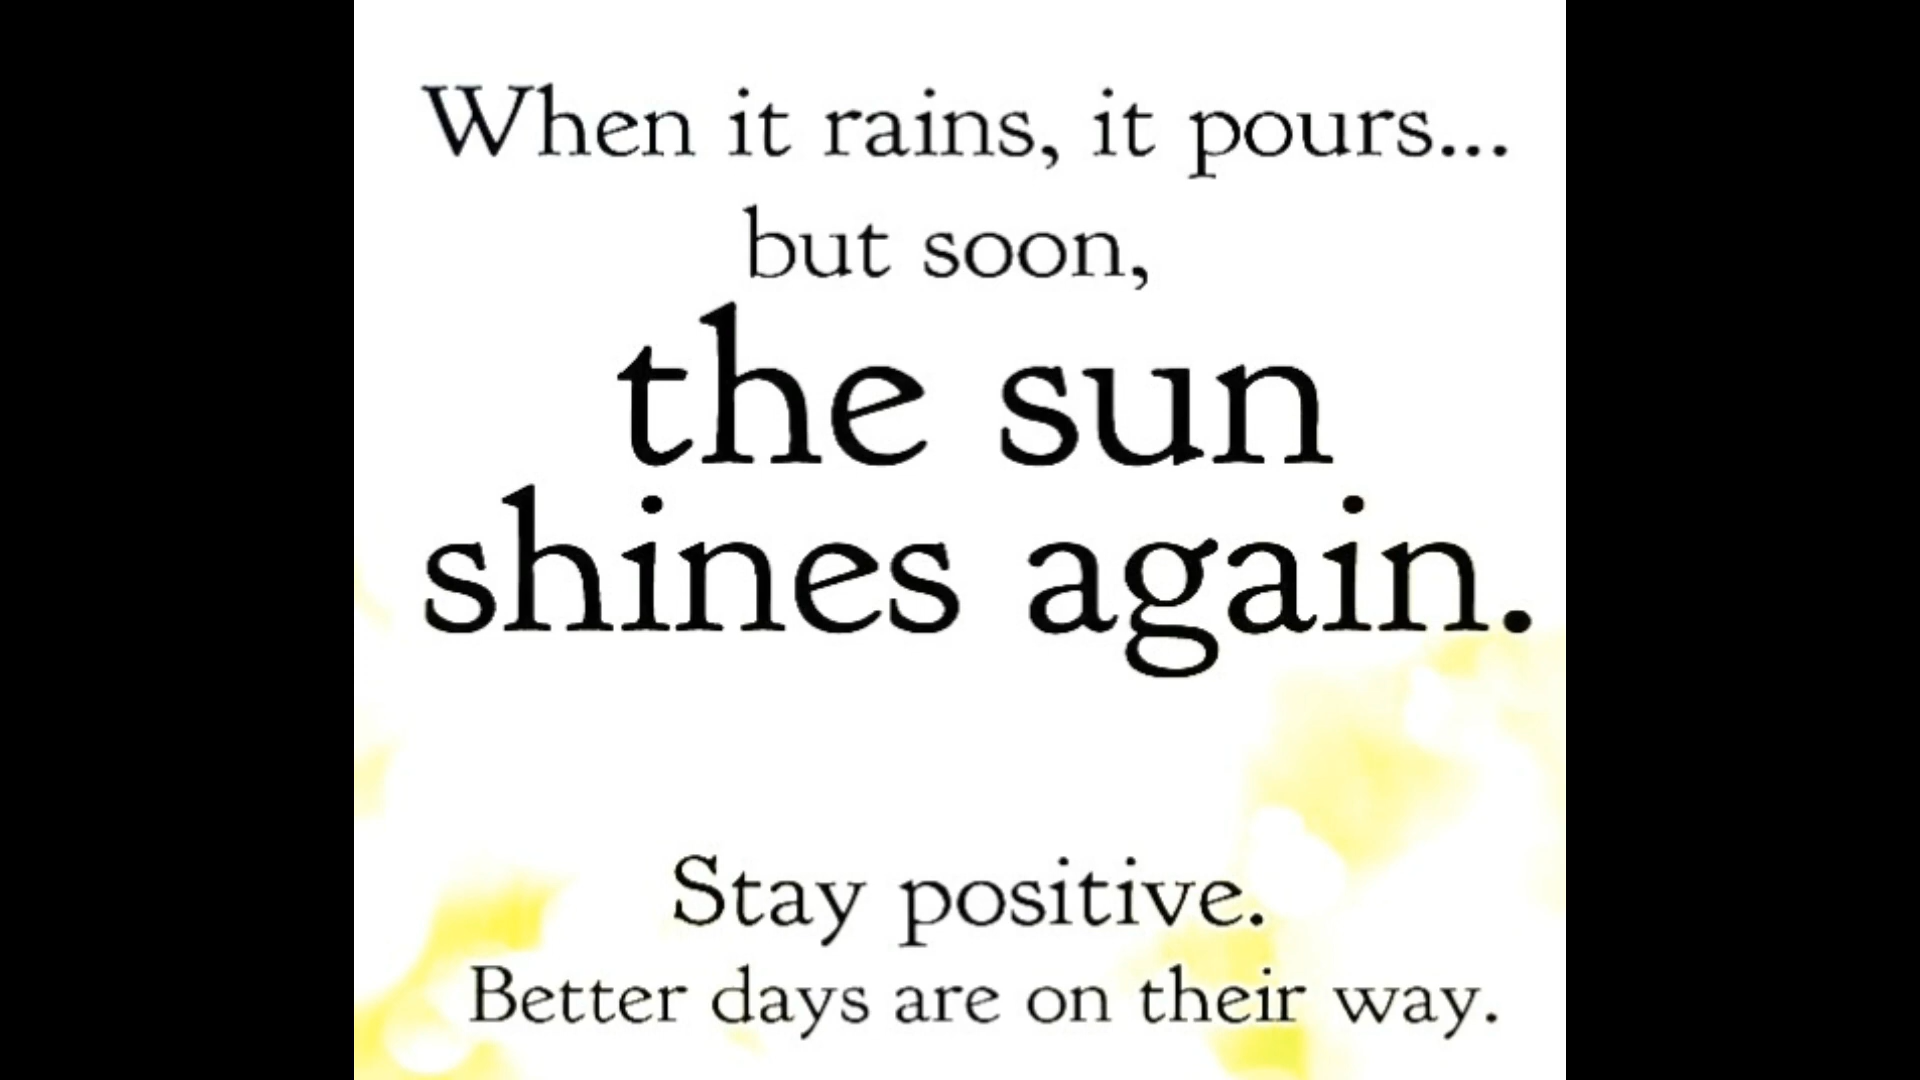 When it rains, it pours...
but soon,
the sun
shines again.
Stay positive.
Better days are on their way.